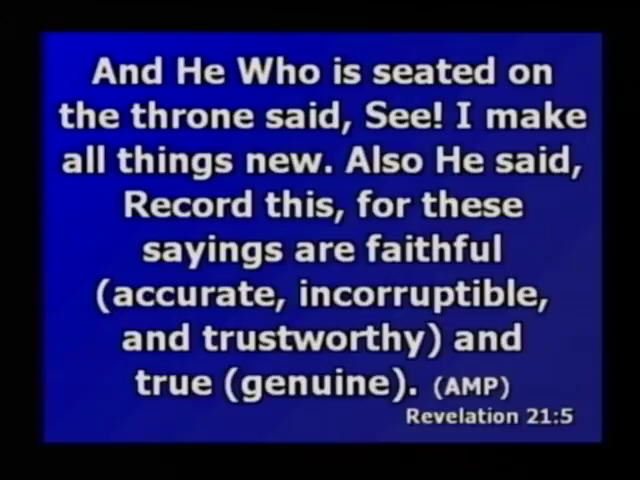 And He Who is seated on
the throne said, See! I make
all things new. Also He said,
Record this, for these
sayings are faithful
(accurate, incorruptible,
and trustworthy) and
true (genuine). (AMP)
Revelation 21:5